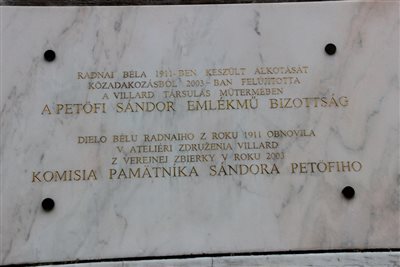 RADNAI BÉLA 1911-BEN KÉSZÜLT ALKOTÁSÁT
KÖZADAKOZÁSBÓL 2003-BAN FELÚJÍTOTTA
A VILLARD TÁRSULÁS MŰTERMÉBEN
A PETŐFI SÁNDOR EMLÉKMŰ BIZOTTSÁG
DIELO BÉLU RADNAIHO Z ROKU 1911 OBNOVILA
V ATELIÉRI ZDRUŽENIA VILLARD
Z VEREJNEJ ZBIERKY V ROKU 2003
KOMISIA PAMÄTNÍKA SÁNDORA PETŐFIHO